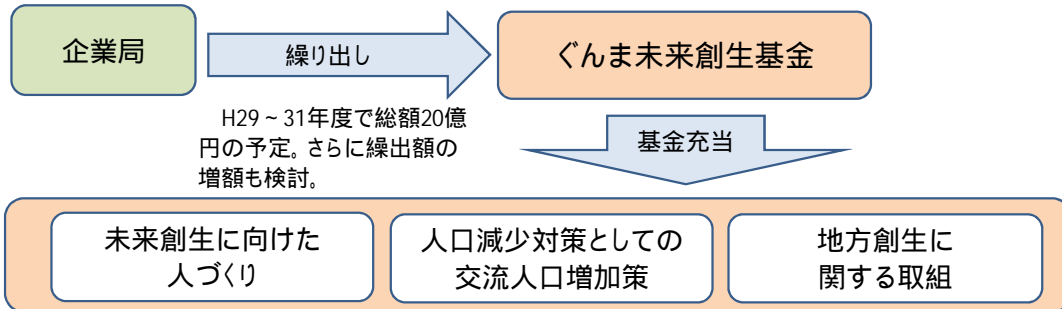 企業局
繰り出し
ぐんま未来創生基金
H29~31年度で総額20億
円の予定。さらに繰出額の
増額も検討。
基金充当
未来創生に向けた
人づくり
人口減少対策としての
交流人口増加策
地方創生に
関する取組